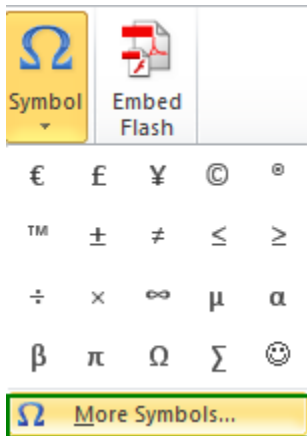 Symbol Embed
Flash
€ £ ¥ © ®
™ ± ≠ ≤ ≥
÷ × ∞ µ α
β π Ω ∑ ☺
Ω More Symbols...